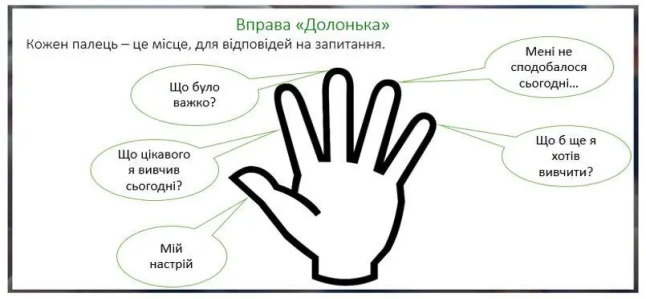 Вправа «Долонька»
Кожен палець – це місце, для відповідей на запитання.
Що було
важко?
Мені не
сподобалося
сьогодні...
Що цікавого
я вивчив
сьогодні?
Що б ще я
хотів
вивчити?
Мій
настрій